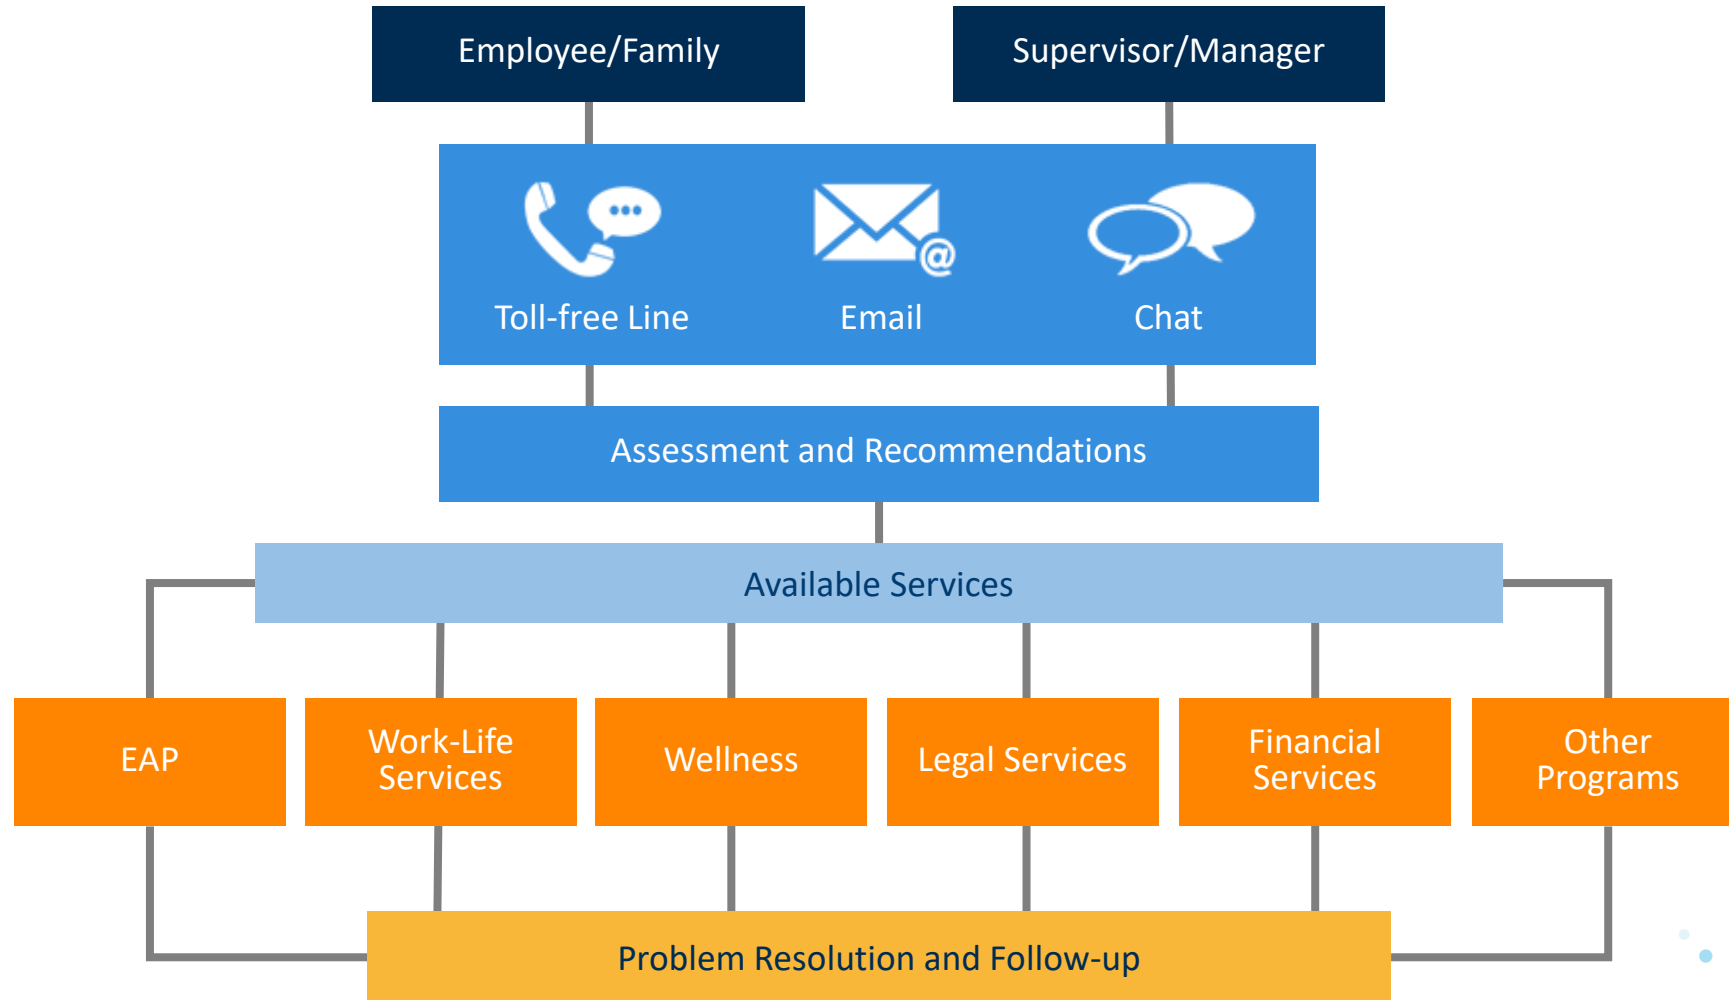 Employee/Family
Supervisor/Manager
@
Toll-free Line
Email
Chat
Assessment and Recommendations
Available Services
EAP
Work-Life
Services
Wellness
Legal Services
Financial
Services
Other
Programs
Problem Resolution and Follow-up